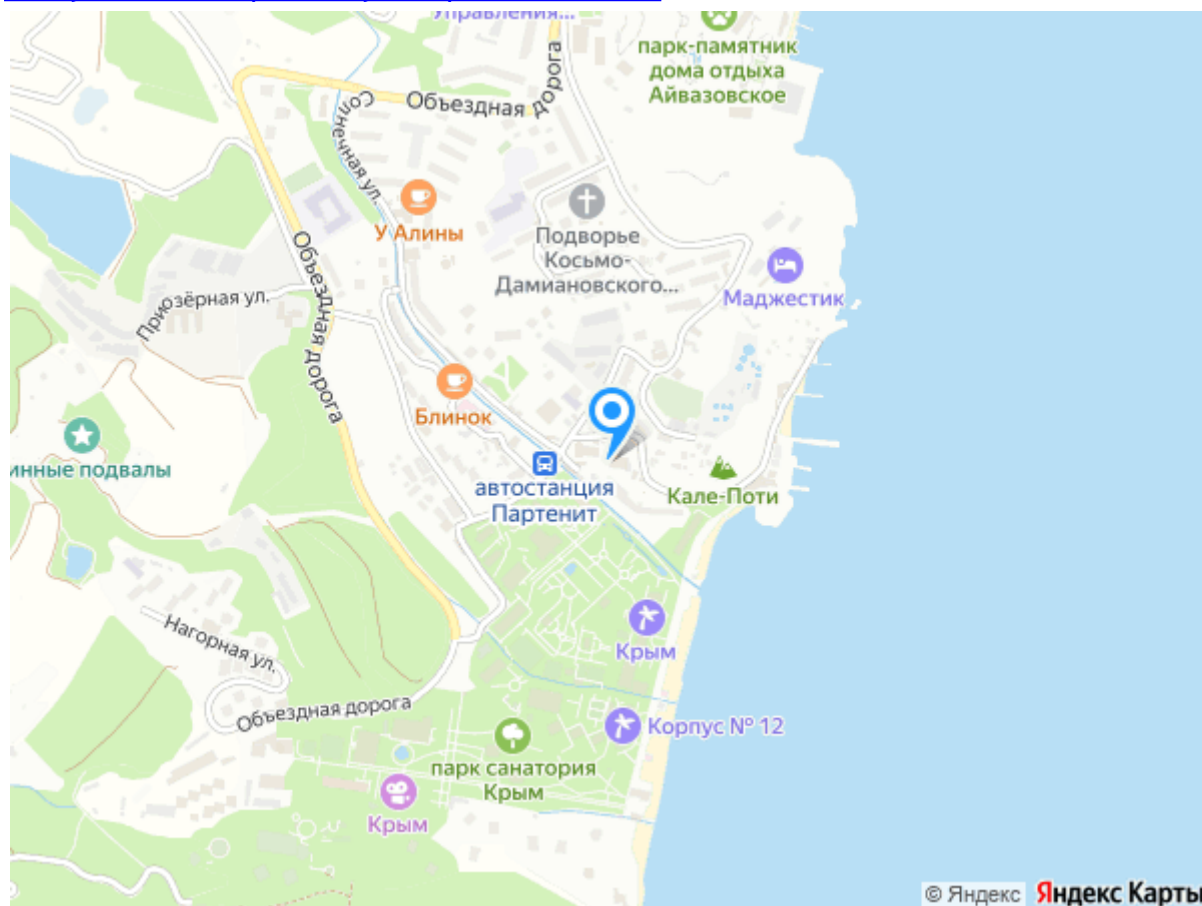 Управления...
парк-памятник
дома отдыха
Айвазовское
Объездная дорога
Солнечная ул.
У Алины
Подворье
Косьмо-
Дамиановского...
Маджестик
Приозёрная ул.
Объездная дорога
Блинок
инные подвалы
автостанция
Партенит
Кале-Поти
Нагорная ул.
Крым
Объездная дорога
Корпус № 12
парк санатория
Крым
Крым
© Яндекс Яндекс Карты